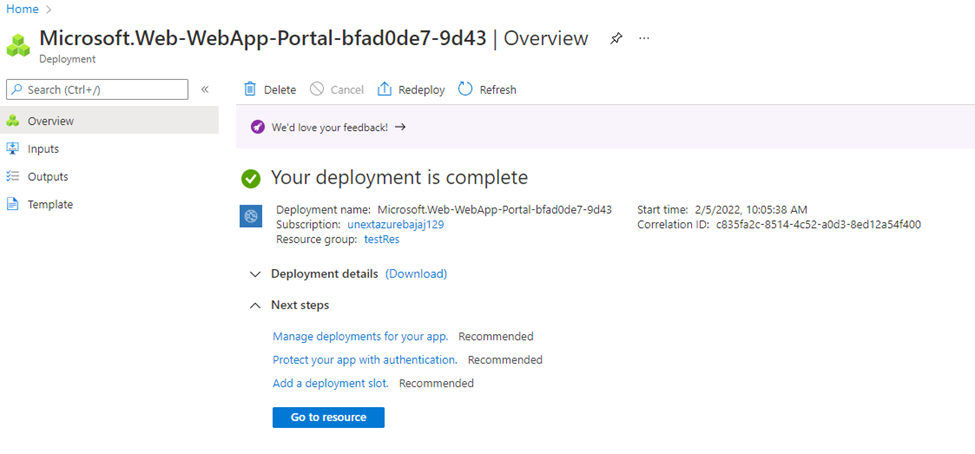 Home >
Microsoft.Web-WebApp-Portal-bfad0de7-9d43 | Overview
Deployment
Search (Ctrl+/)
Delete
Cancel
Redeploy
Refresh
Overview
Inputs
Outputs
Template
We'd love your feedback! →
Your deployment is complete
Deployment name: Microsoft.Web-WebApp-Portal-bfad0de7-9d43
Subscription: unextazurebajaj129
Resource group: testRes
Start time: 2/5/2022, 10:05:38 AM
Correlation ID: c835fa2c-8514-4c52-a0d3-8ed12a54f400
Deployment details (Download)
Next steps
Manage deployments for your app. Recommended
Protect your app with authentication. Recommended
Add a deployment slot. Recommended
Go to resource